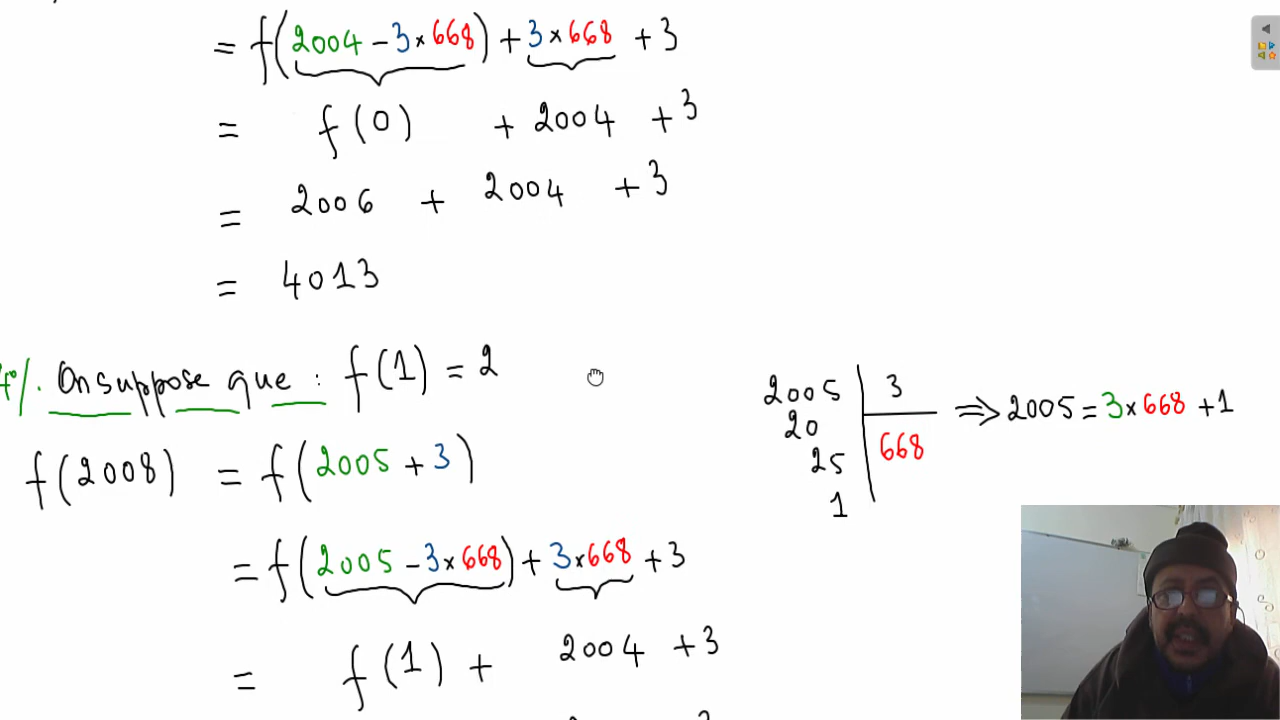 = f(2004 - 3 × 668) + 3 × 668 + 3
= f(0) + 2004 + 3
= 2006 + 2004 + 3
= 4013
4°/. On suppose que : f(1) = 2
f(2008) = f(2005 + 3)
= f(2005 - 3 × 668) + 3 × 668 + 3
= f(1) + 2004 + 3
2005 | 3 ⟹ 2005 = 3 × 668 + 1
20 | 668
25
1